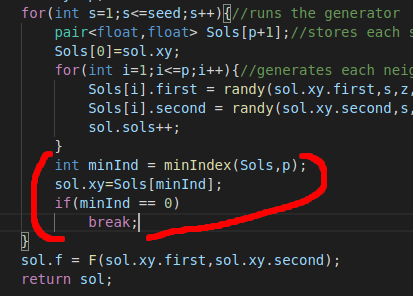 for(int s=1;s<=seed;s++){//runs the generator
pair<float,float> Sols[p+1];//stores each s
Sols[0]=sol.xy;
for(int i=1;i<=p;i++){//generates each neig
Sols[i].first = randy(sol.xy.first,s,z,
Sols[i].second = randy(sol.xy.second,s,
sol.sols++;
}
int minInd = minIndex(Sols,p);
sol.xy=Sols[minInd];
if(minInd == 0)
break;
}
sol.f = F(sol.xy.first,sol.xy.second);
return sol;